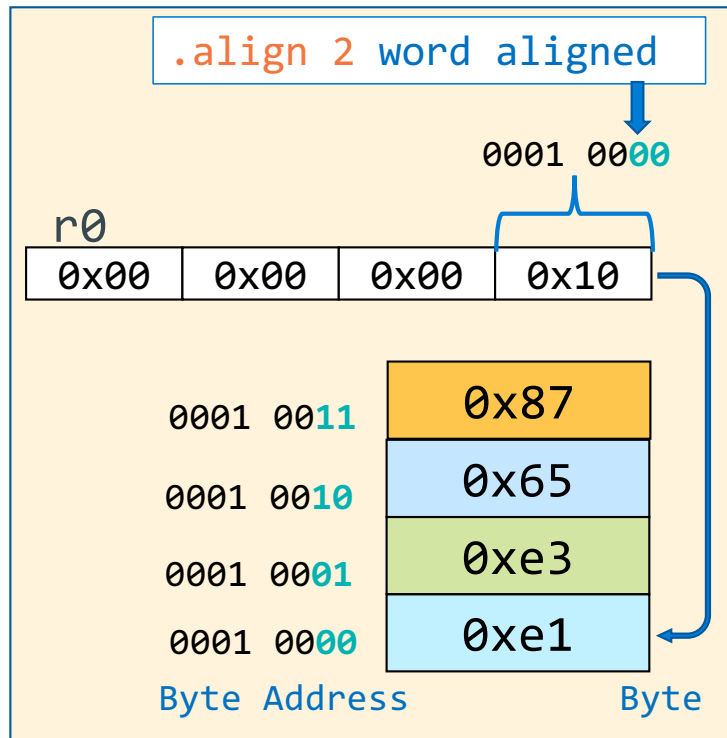 .align 2 word aligned
0001 0000
r0
0x00 0x00 0x00 0x10
0001 0011 0x87
0001 0010 0x65
0001 0001 0xe3
0001 0000 0xe1
Byte Address Byte